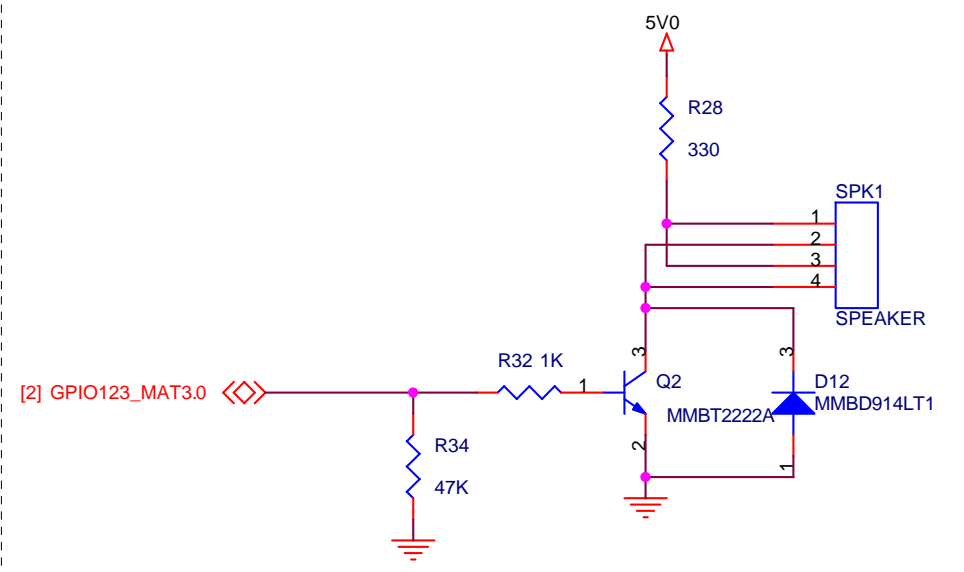 5V0
R28
330
SPK1
1
2
3
4
SPEAKER
R32 1K
3
3
[2] GPIO123_MAT3.0
1
Q2
D12
MMBT2222A
MMBD914LT1
R34
2
1
47K